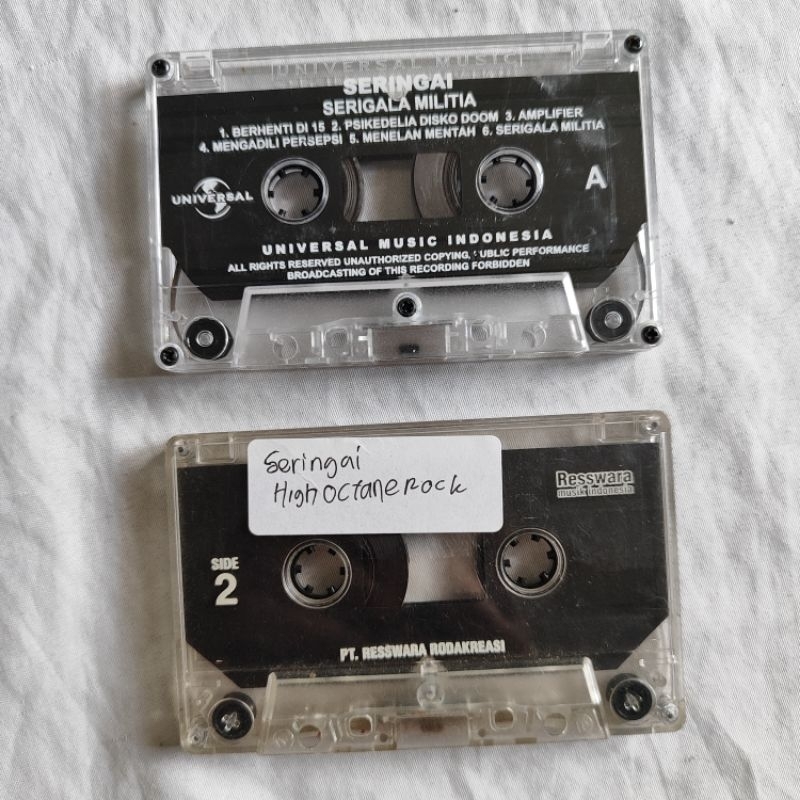 UNIVERSAL MUSIC
SERINGAI
SERIGALA MILITIA
1. BERHENTI DI 15 2. PSIKEDELIA DISKO DOOM 3. AMPLIFIER
4. MENGADILI PERSEPSI 5. MENELAN MENTAH 6. SERIGALA MILITIA
UNIVERSAL
A
UNIVERSAL MUSIC INDONESIA
ALL RIGHTS RESERVED UNAUTHORIZED COPYING, UBLIC PERFORMANCE
BROADCASTING OF THIS RECORDING FORBIDDEN
Seringai
High Octane Rock
Resswara
musik indonesia
SIDE
2
PT. RESSWARA RODAKREASI